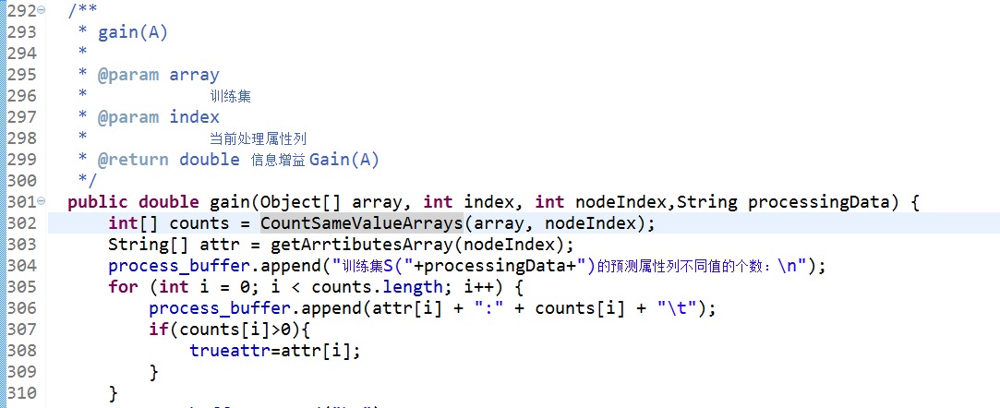 292 /**
293 * gain(A)
294 *
295 * @param array
296 * 训练集
297 * @param index
298 * 当前处理属性列
299 * @return double 信息增益 Gain(A)
300 */
301 public double gain(Object[] array, int index, int nodeIndex,String processingData) {
302 int[] counts = CountSameValueArrays(array, nodeIndex);
303 String[] attr = getArrtibutesArray(nodeIndex);
304 process_buffer.append("训练集S("+processingData+")的预测属性列不同值的个数：\n");
305 for (int i = 0; i < counts.length; i++) {
306 process_buffer.append(attr[i] + ":" + counts[i] + "\t");
307 if(counts[i]>0){
308 trueattr=attr[i];
309 }
310 }